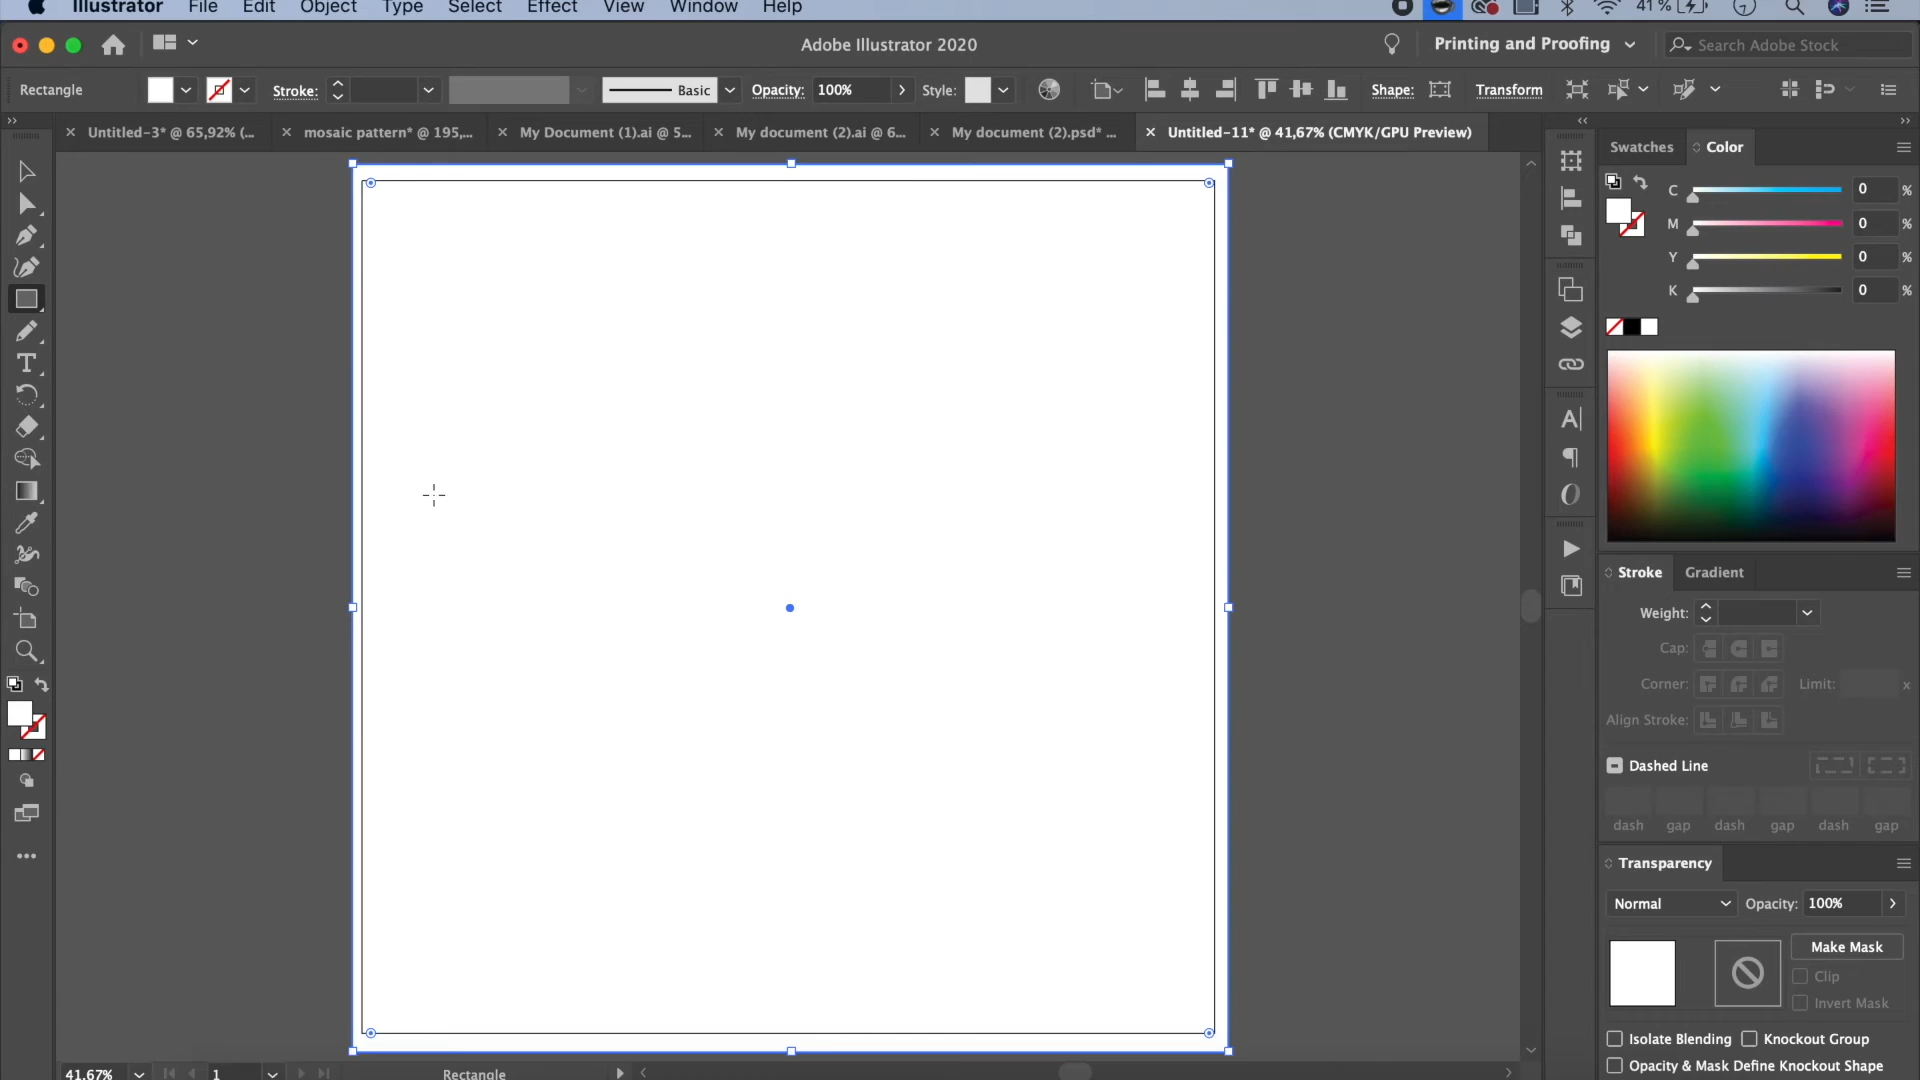 Illustrator File Edit Object Type Select Effect View Window Help 41 %
Adobe Illustrator 2020 Printing and Proofing Search Adobe Stock
Rectangle Stroke: Basic Opacity: 100% Style: Shape: Transform
Untitled-3* @ 65,92% (... mosaic pattern* @ 195,... My Document (1).ai @ 5... My document (2).ai @ 6... My document (2).psd* ... Untitled-11* @ 41,67% (CMYK/GPU Preview)
Swatches Color
C 0 %
M 0 %
Y 0 %
K 0 %
Stroke Gradient
Weight:
Cap:
Corner: Limit: x
Align Stroke:
Dashed Line
dash gap dash gap dash gap
Transparency
Normal Opacity: 100%
Make Mask
Clip
Invert Mask
Isolate Blending Knockout Group
Opacity & Mask Define Knockout Shape
41,67% 1 Rectangle